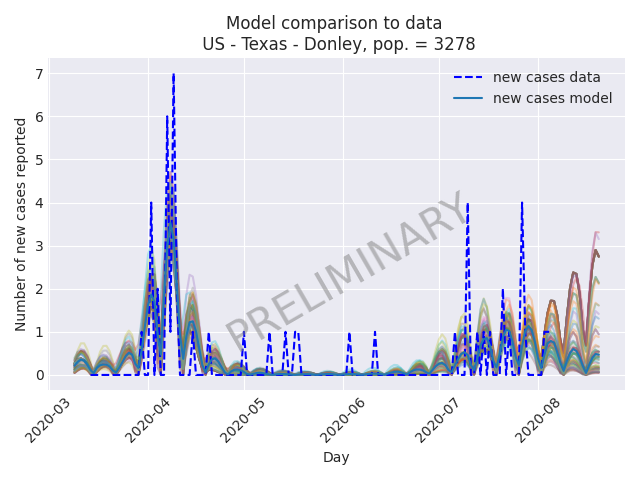 Model comparison to data
US - Texas - Donley, pop. = 3278
new cases data
new cases model
PRELIMINARY
Number of new cases reported
7
6
5
4
3
2
1
0
2020-03
2020-04
2020-05
2020-06
2020-07
2020-08
Day